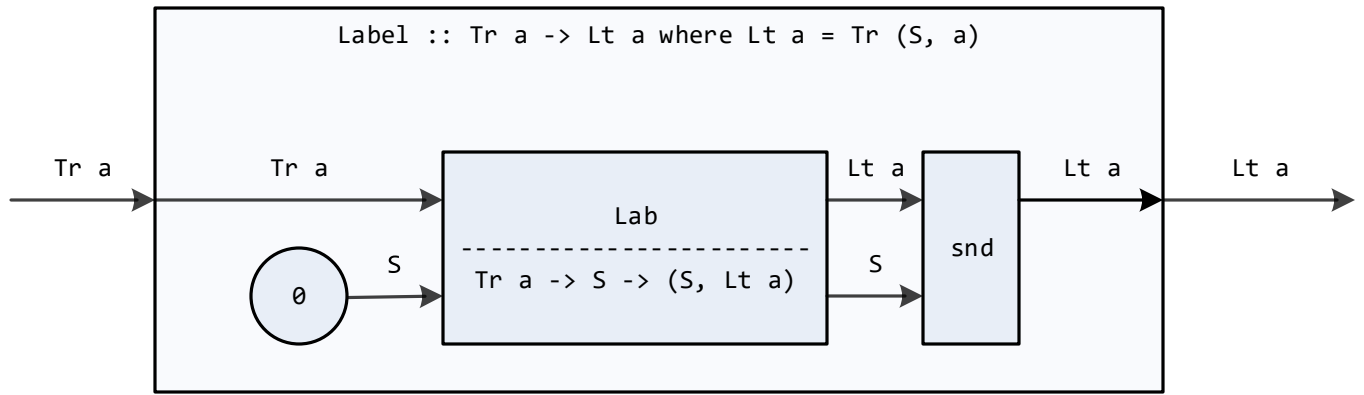 Label :: Tr a -> Lt a where Lt a = Tr (S, a)
Tr a
Tr a
Lt a
Lt a
Lt a
Lab
snd
S
S
0
Tr a -> S -> (S, Lt a)